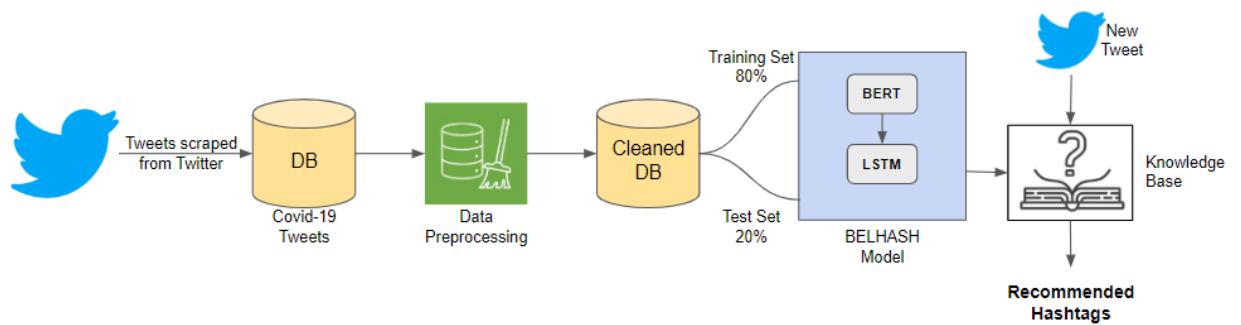 Tweets scraped
from Twitter
DB
Covid-19
Tweets
Data
Preprocessing
Cleaned
DB
Training Set
80%
Test Set
20%
BERT
LSTM
BELHASH
Model
New
Tweet
?
Knowledge
Base
Recommended
Hashtags